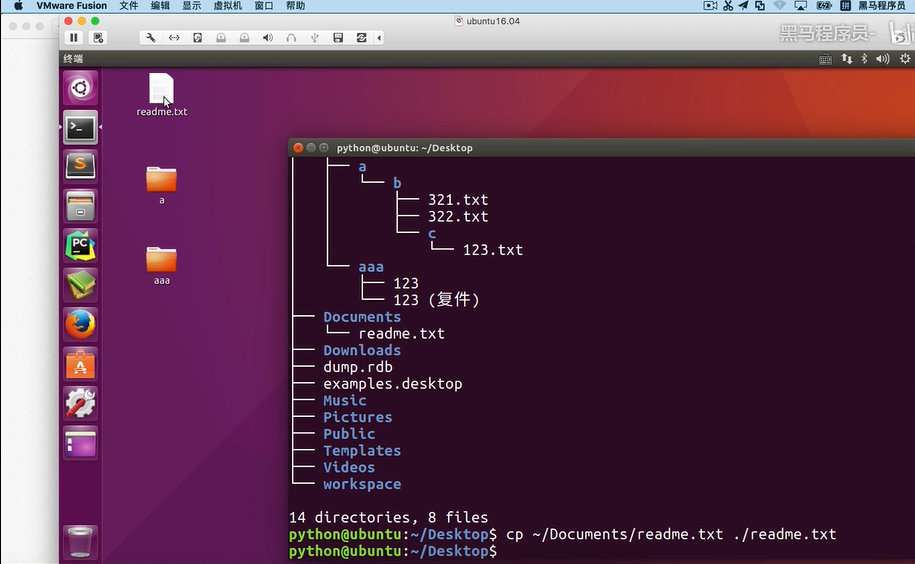 VMware Fusion 文件 编辑 显示 虚拟机 窗口 帮助 黑马程序员
ubuntu16.04
黑马程序员-
终端
readme.txt
a
aaa
python@ubuntu: ~/Desktop
a
b
321.txt
322.txt
c
123.txt
aaa
123
123 (复件)
Documents
readme.txt
Downloads
dump.rdb
examples.desktop
Music
Pictures
Public
Templates
Videos
workspace
14 directories, 8 files
python@ubuntu:~/Desktop$ cp ~/Documents/readme.txt ./readme.txt
python@ubuntu:~/Desktop$